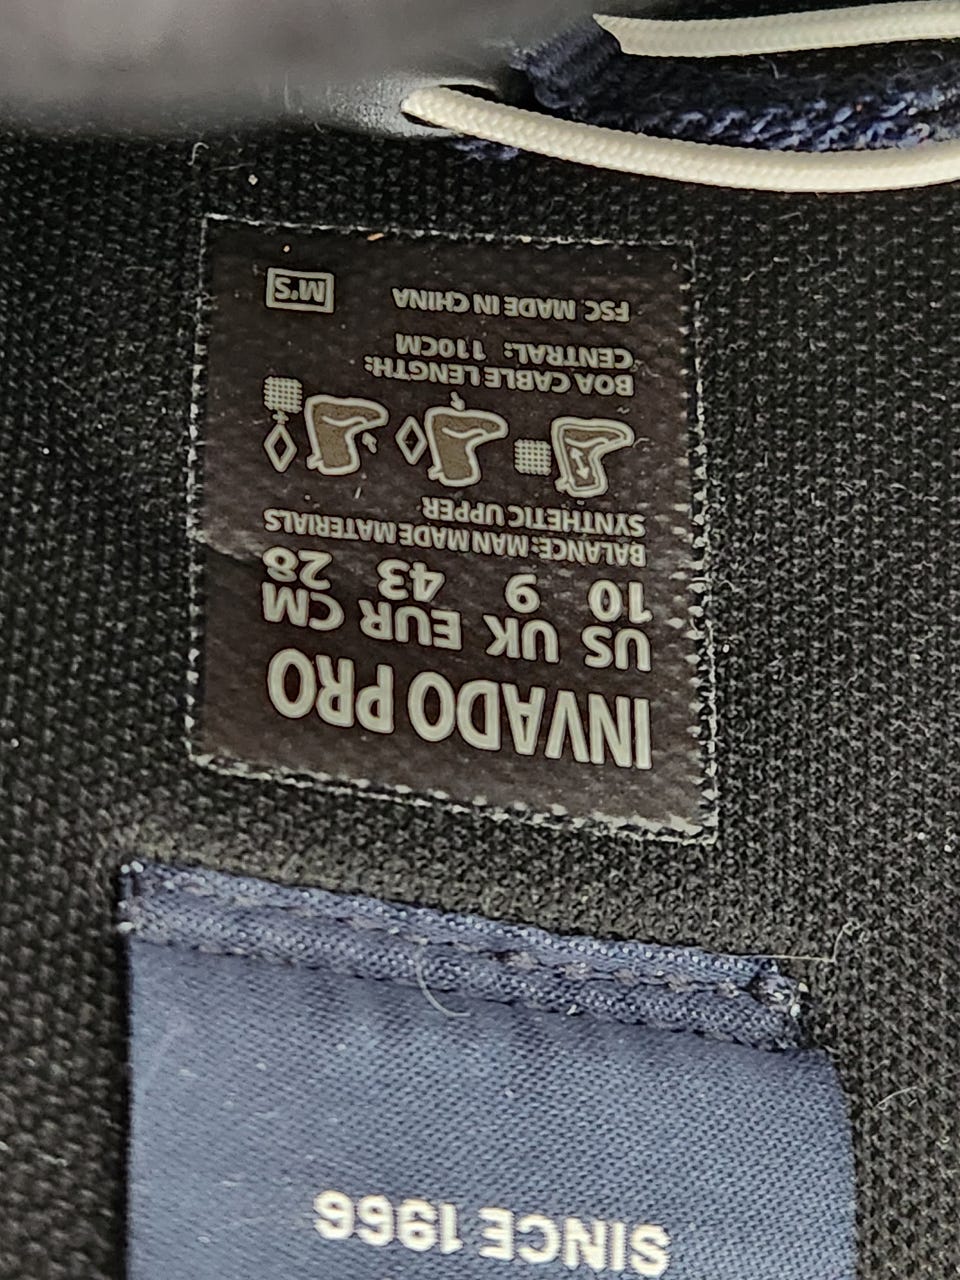 SINCE 1966
INVADO PRO
US UK EUR CM
10 9 43 28
BALANCE: MAN MADE MATERIALS
SYNTHETIC UPPER
BOA CABLE LENGTH:
CENTRAL: 110CM
FSC MADE IN CHINA M'S